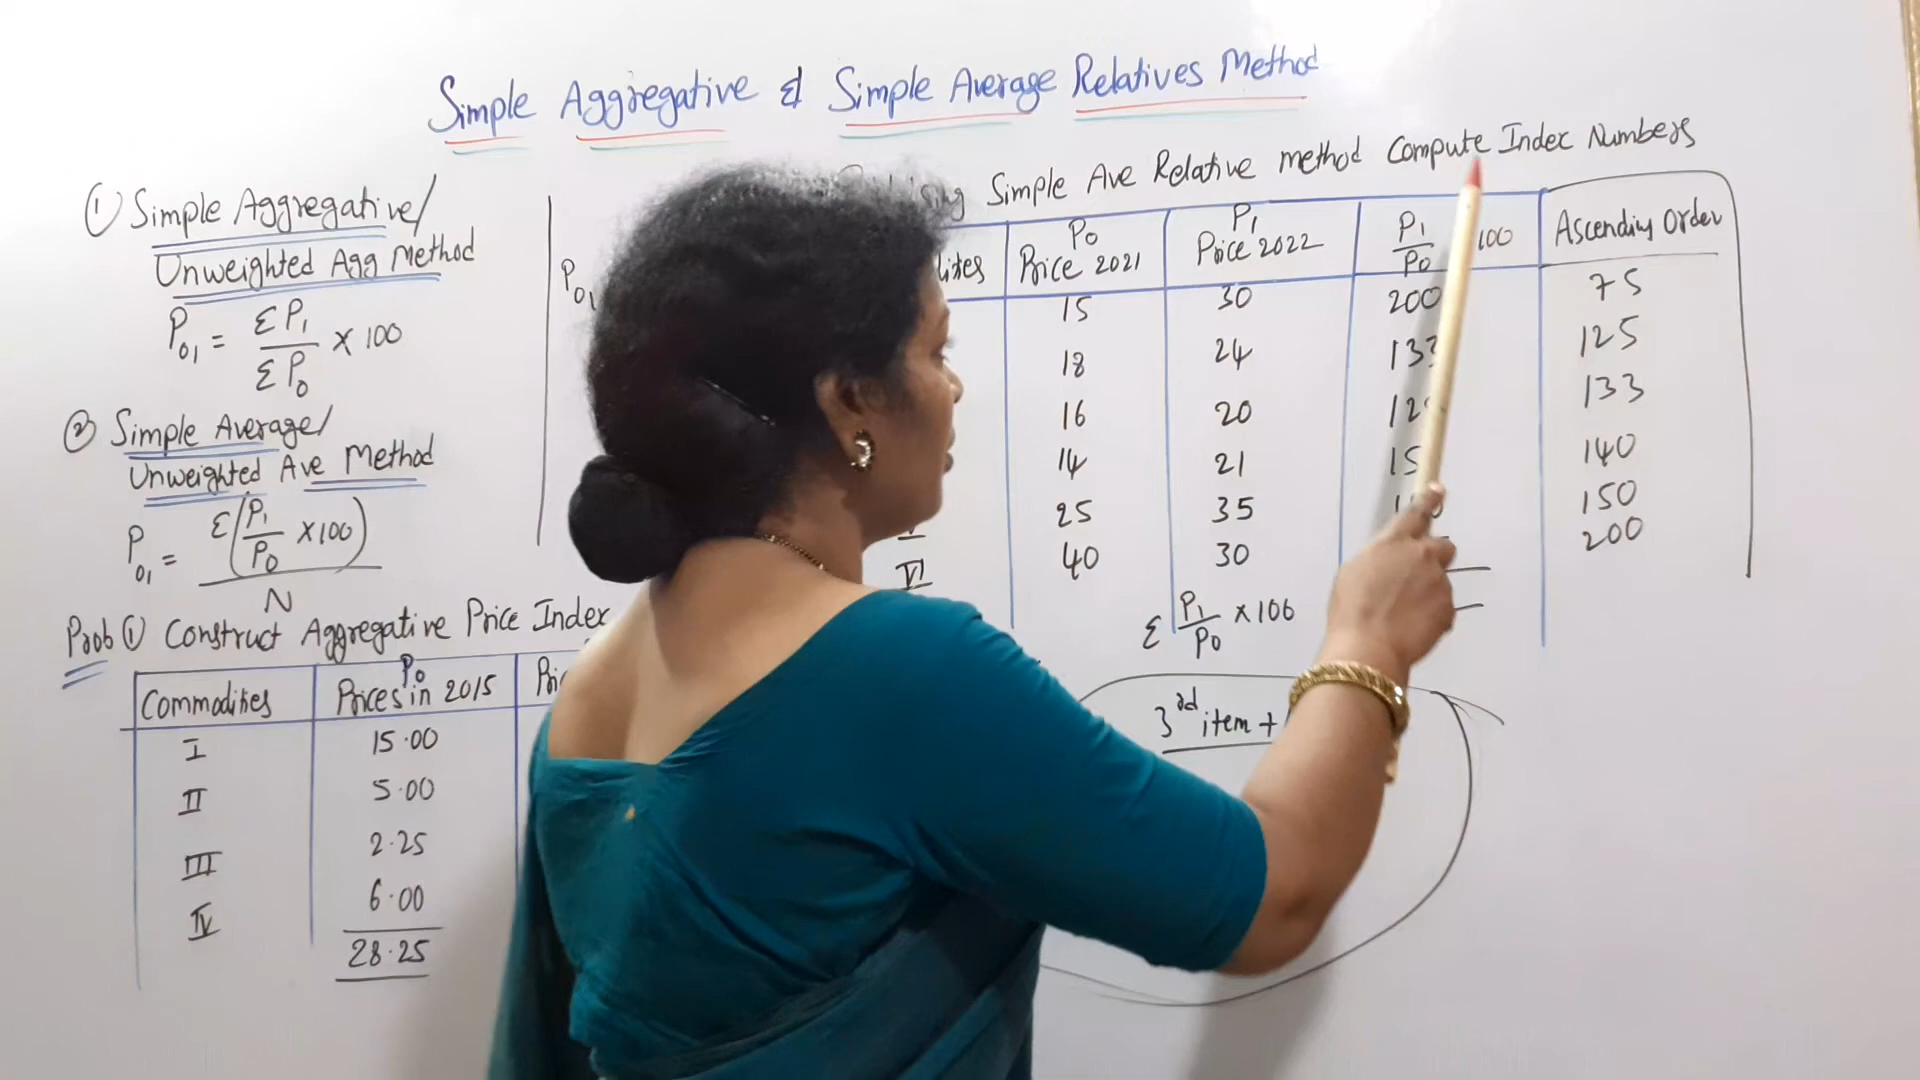 Simple Aggregative & Simple Average Relatives Method
① Simple Aggregative/
Unweighted Agg Method
P01 = ΣP1 / ΣP0 × 100
② Simple Average/
Unweighted Ave Method
P01 = Σ(P1/P0 ×100) / N
Prob ① Construct Aggregative Price Index
Commodities P0 Prices in 2015
I 15.00
II 5.00
III 2.25
IV 6.00
28.25
P01
Simple Ave Relative method Compute Index Numbers
P0 Price 2021 P1 Price 2022 P1/P0 100 Ascending Order
15 30 200 75
18 24 133 125
16 20 133
14 21 140
25 35 150
VI 40 30 200
Σ P1/P0 ×100
3rd item +